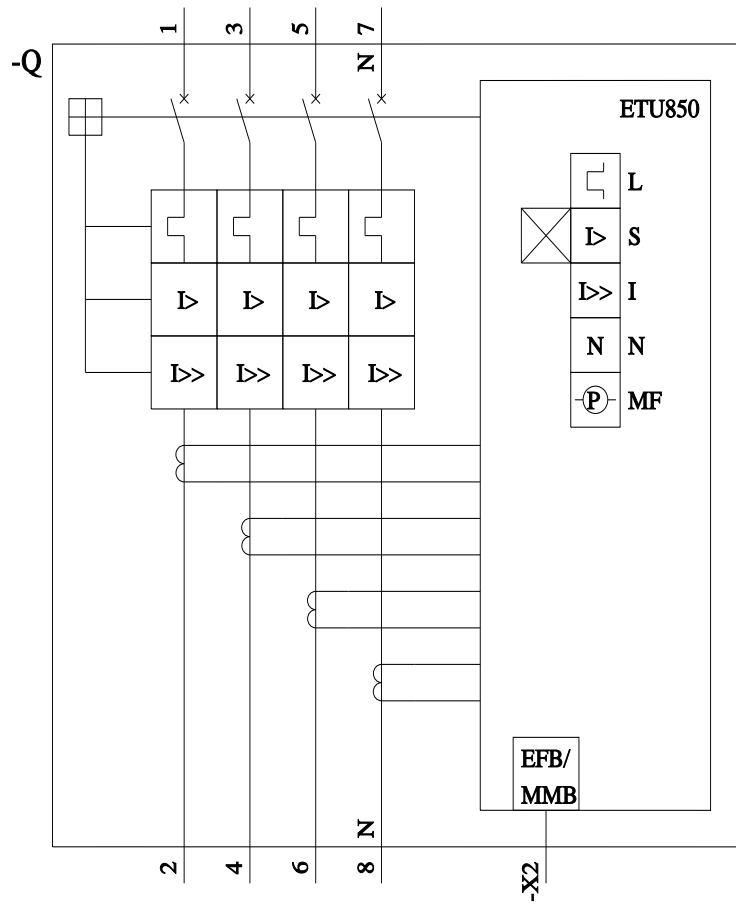 1 3 5 7
-Q
N
ETU850
L
I> S
I> I> I> I>
I>> I
N N
I>> I>> I>> I>>
P MF
EFB/
MMB
N
2 4 6 8
-X2